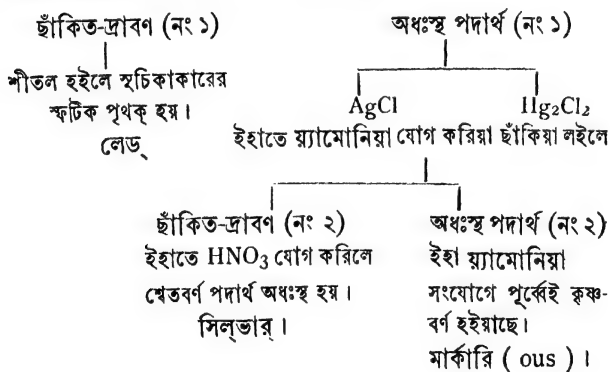 ছাঁকিত-দ্রাবণ (নং ১)
শীতল হইলে সূচিকাকারের
স্ফটিক পৃথক্ হয়।
লেড্
অধঃস্থ পদার্থ (নং ১)
AgCl Hg₂Cl₂
ইহাতে য়্যামোনিয়া যোগ করিয়া ছাঁকিয়া লইলে
ছাঁকিত-দ্রাবণ (নং ২)
ইহাতে HNO₃ যোগ করিলে
শ্বেতবর্ণ পদার্থ অধঃস্থ হয়।
সিল্‌ভার্।
অধঃস্থ পদার্থ (নং ২)
ইহা য়্যামোনিয়া
সংযোগে পূর্ব্বেই কৃষ্ণ-
বর্ণ হইয়াছে।
মার্কারি ( ous ) ।